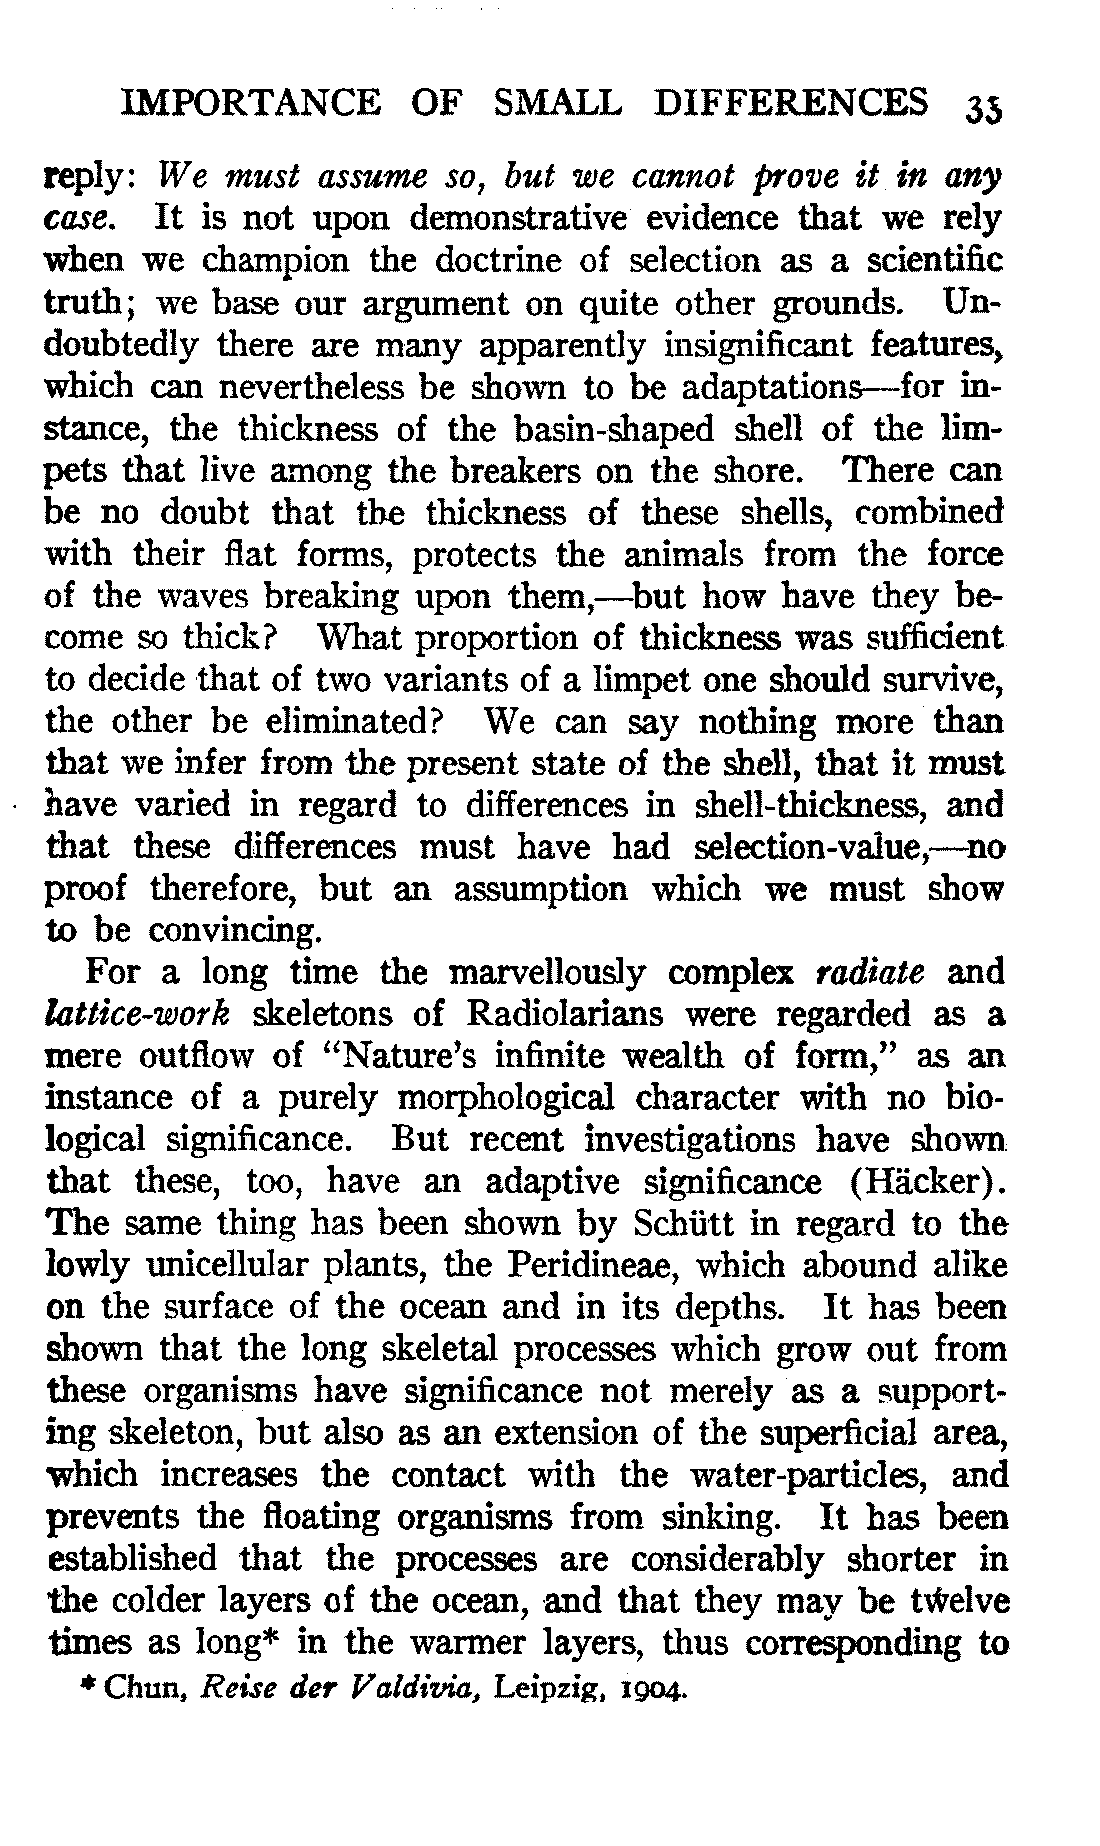 IMPORTANCE OF SMALL DIFFERENCES 35
reply: We must assume so, but we cannot prove it in any
case. It is not upon demonstrative evidence that we rely
when we champion the doctrine of selection as a scientific
truth; we base our argument on quite other grounds. Un-
doubtedly there are many apparently insignificant features,
which can nevertheless be shown to be adaptations—for in-
stance, the thickness of the basin-shaped shell of the lim-
pets that live among the breakers on the shore. There can
be no doubt that the thickness of these shells, combined
with their flat forms, protects the animals from the force
of the waves breaking upon them,—but how have they be-
come so thick? What proportion of thickness was sufficient
to decide that of two variants of a limpet one should survive,
the other be eliminated? We can say nothing more than
that we infer from the present state of the shell, that it must
have varied in regard to differences in shell-thickness, and
that these differences must have had selection-value,—no
proof therefore, but an assumption which we must show
to be convincing.
For a long time the marvellously complex radiate and
lattice-work skeletons of Radiolarians were regarded as a
mere outflow of “Nature's infinite wealth of form,” as an
instance of a purely morphological character with no bio-
logical significance. But recent investigations have shown
that these, too, have an adaptive significance (Häcker).
The same thing has been shown by Schütt in regard to the
lowly unicellular plants, the Peridineae, which abound alike
on the surface of the ocean and in its depths. It has been
shown that the long skeletal processes which grow out from
these organisms have significance not merely as a support-
ing skeleton, but also as an extension of the superficial area,
which increases the contact with the water-particles, and
prevents the floating organisms from sinking. It has been
established that the processes are considerably shorter in
the colder layers of the ocean, and that they may be twelve
times as long* in the warmer layers, thus corresponding to
* Chun, Reise der Valdivia, Leipzig, 1904.